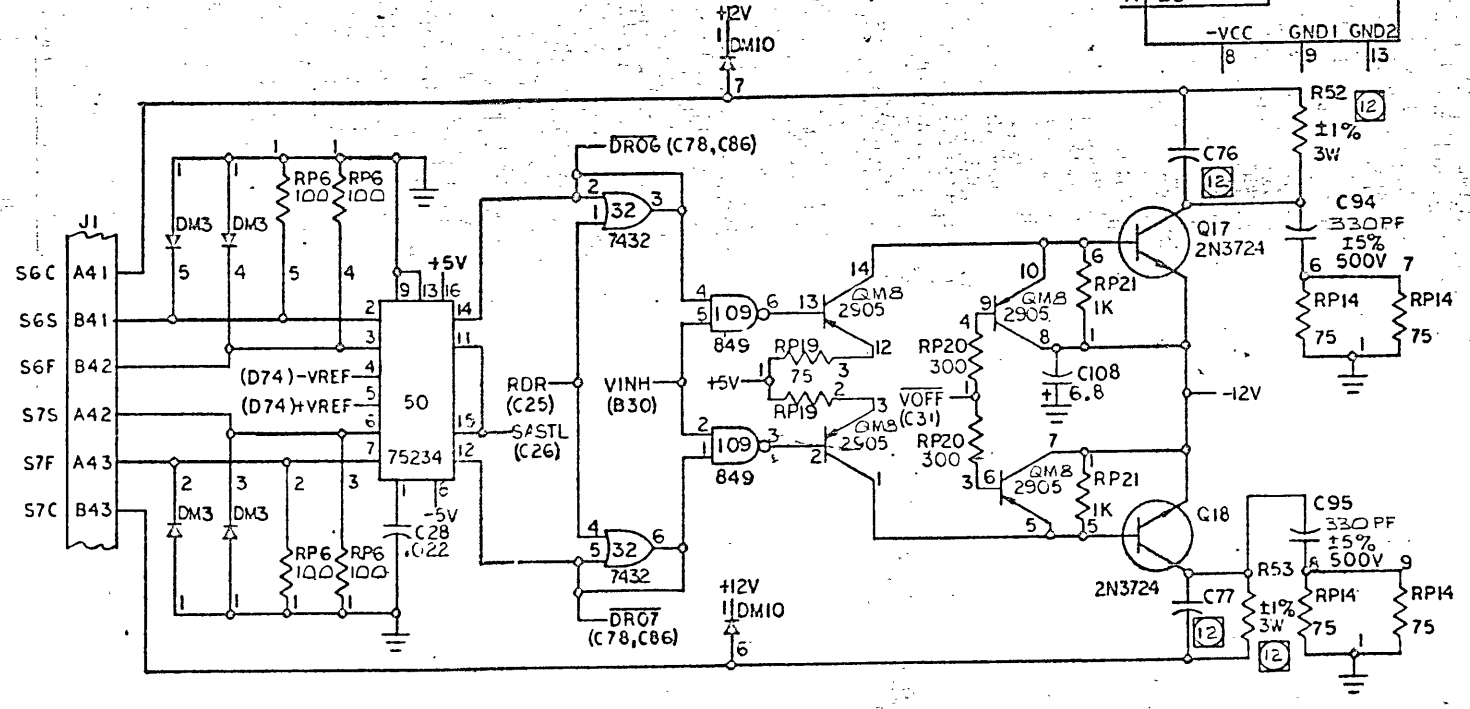 -VCC GND1 GND2
8 9 13
+12V
1 DM10
7
R52 12
±1%
3W
DRO6 (C78,C86)
C76
12
1 1 1 1
RP6 RP6
100 100
2 3
1 32
7432
C94
330PF
±5%
500V
Q17
2N3724
J1
DM3 DM3
S6C A41
5 4 5 4
+5V
9 13 16
14 10 6
6 7
QM8
2905
RP21
1K
RP14 RP14
75 75
1
S6S B41
2 14
4 6 13
5 109
849
9 QM8
2905
S6F B42
3 11
12 8 1
RP19
75 3
4 RP20
300
(D74)-VREF 4
(D74)+VREF 5
50
RDR
(C25)
VINH
(B30)
+5V 1
C108
+ 6.8
-12V
VOFF 1
(C31)
S7S A42
6 15
SASTL
(C26)
2
RP19
3
QM8
2905
RP20
300
S7F A43
7 75234 12
2 109 3
1
849
2
7 1
S7C B43
2 3 2 3
DM3 DM3
1 6
-5V
C28
.022
1
3 6 QM8
2905
RP21
1K
5 5
Q18
2N3724
4 6
5 32
7432
C95
330PF
±5%
500V
RP6 RP6
100 100
1 1 1 1
R53 8 9
±1%
3W
12
C77
12
RP14 RP14
75 75
1
DRO7
(C78,C86)
+12V
1 DM10
6